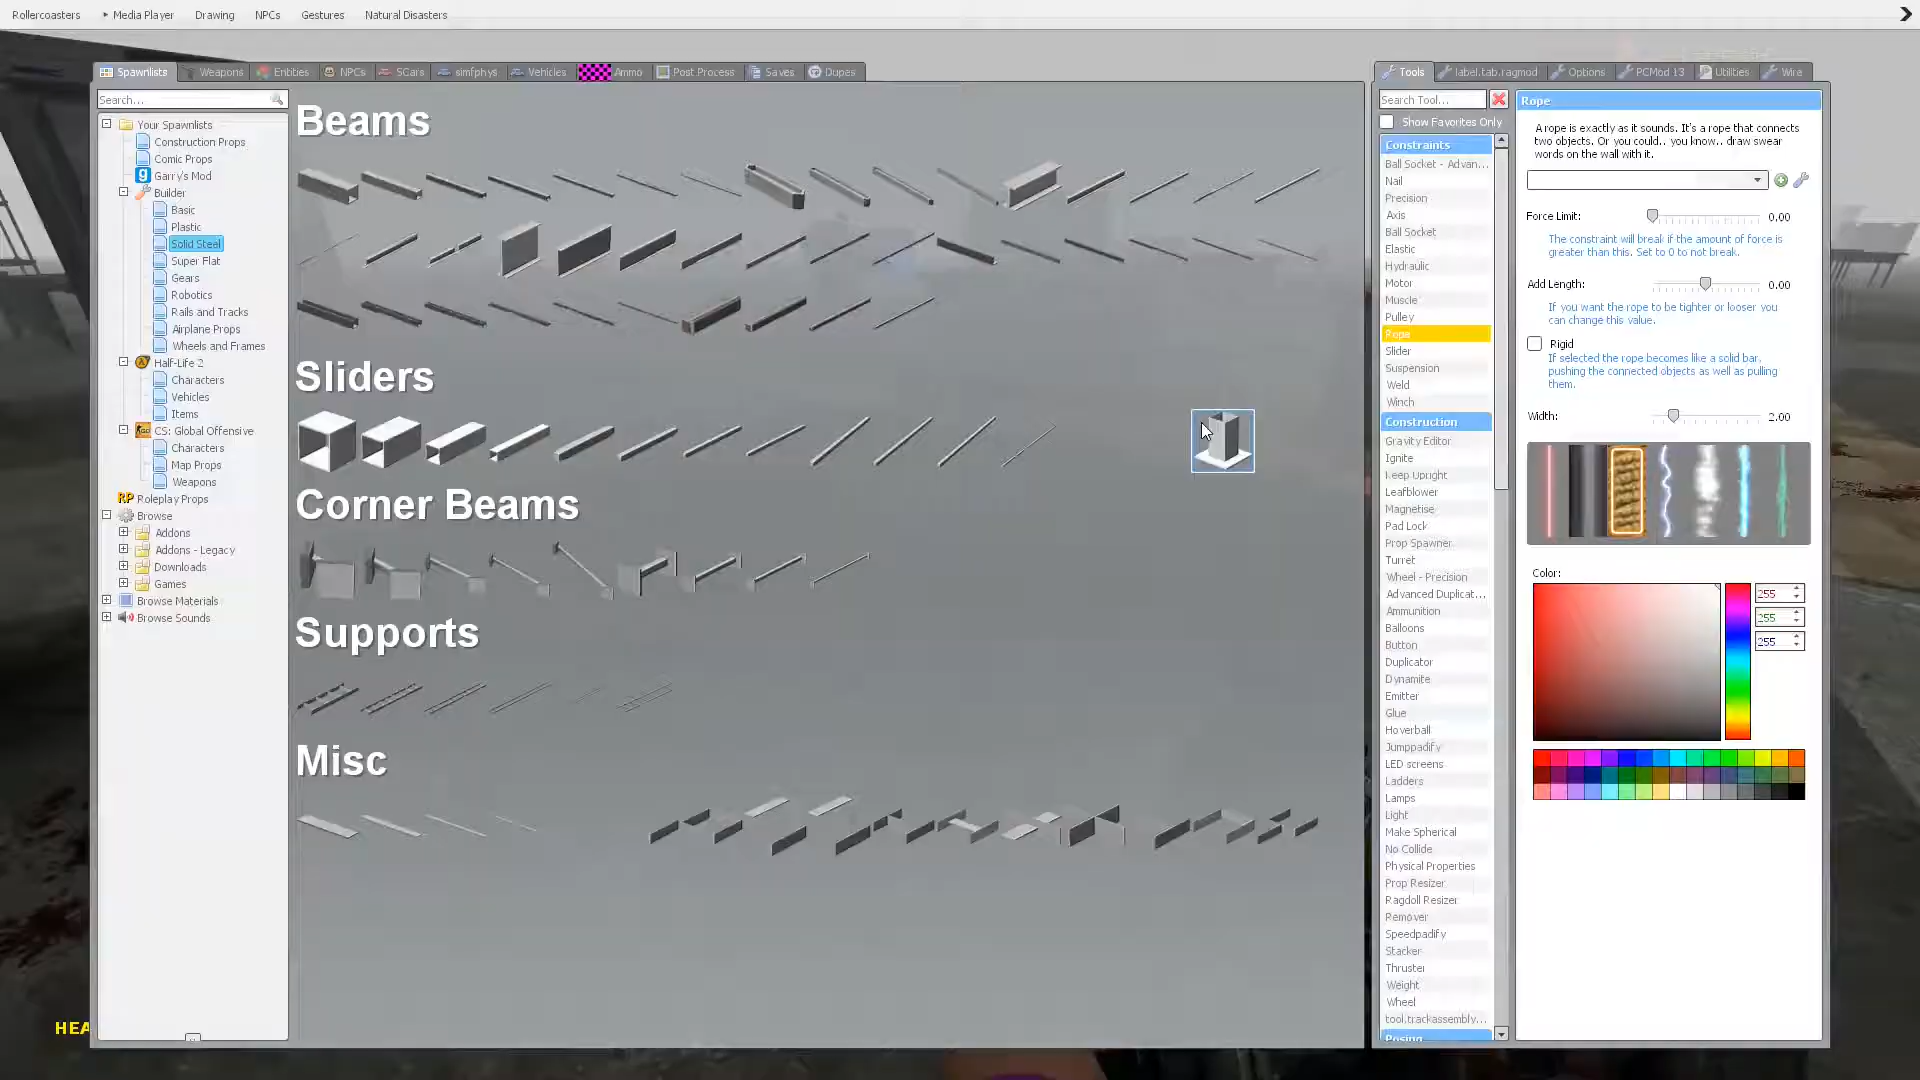 Rollercoasters
Media Player
Drawing
NPCs
Gestures
Natural Disasters
Spawnlists
Weapons
Entities
NPCs
SCars
simfphys
Vehicles
Ammo
Post Process
Saves
Dupes
Search...
Your Spawnlists
Construction Props
Comic Props
Garry's Mod
Builder
Basic
Plastic
Solid Steel
Super Flat
Gears
Robotics
Rails and Tracks
Airplane Props
Wheels and Frames
Half-Life 2
Characters
Vehicles
Items
CS: Global Offensive
Characters
Map Props
Weapons
RP Roleplay Props
Browse
Addons
Addons - Legacy
Downloads
Games
Browse Materials
Browse Sounds
HEA
Beams
Sliders
Corner Beams
Supports
Misc
Tools
label.tab.ragmod
Options
PCMod 13
Utilities
Wire
Search Tool...
Show Favorites Only
Constraints
Ball Socket - Advan...
Nail
Precision
Axis
Ball Socket
Elastic
Hydraulic
Motor
Muscle
Pulley
Rope
Slider
Suspension
Weld
Winch
Construction
Gravity Editor
Ignite
Keep Upright
Leafblower
Magnetise
Pad Lock
Prop Spawner
Turret
Wheel - Precision
Advanced Duplicat...
Ammunition
Balloons
Button
Duplicator
Dynamite
Emitter
Glue
Hoverball
Jumppadify
LED screens
Ladders
Lamps
Light
Make Spherical
No Collide
Physical Properties
Prop Resizer
Ragdoll Resizer
Remover
Speedpadify
Stacker
Thruster
Weight
Wheel
tool.trackassembly...
Posing
Rope
A rope is exactly as it sounds. It's a rope that connects
two objects. Or you could.. you know.. draw swear
words on the wall with it.
Force Limit: 0.00
The constraint will break if the amount of force is
greater than this. Set to 0 to not break.
Add Length: 0.00
If you want the rope to be tighter or looser you
can change this value.
Rigid
If selected the rope becomes like a solid bar,
pushing the connected objects as well as pulling
them.
Width: 2.00
Color:
255
255
255